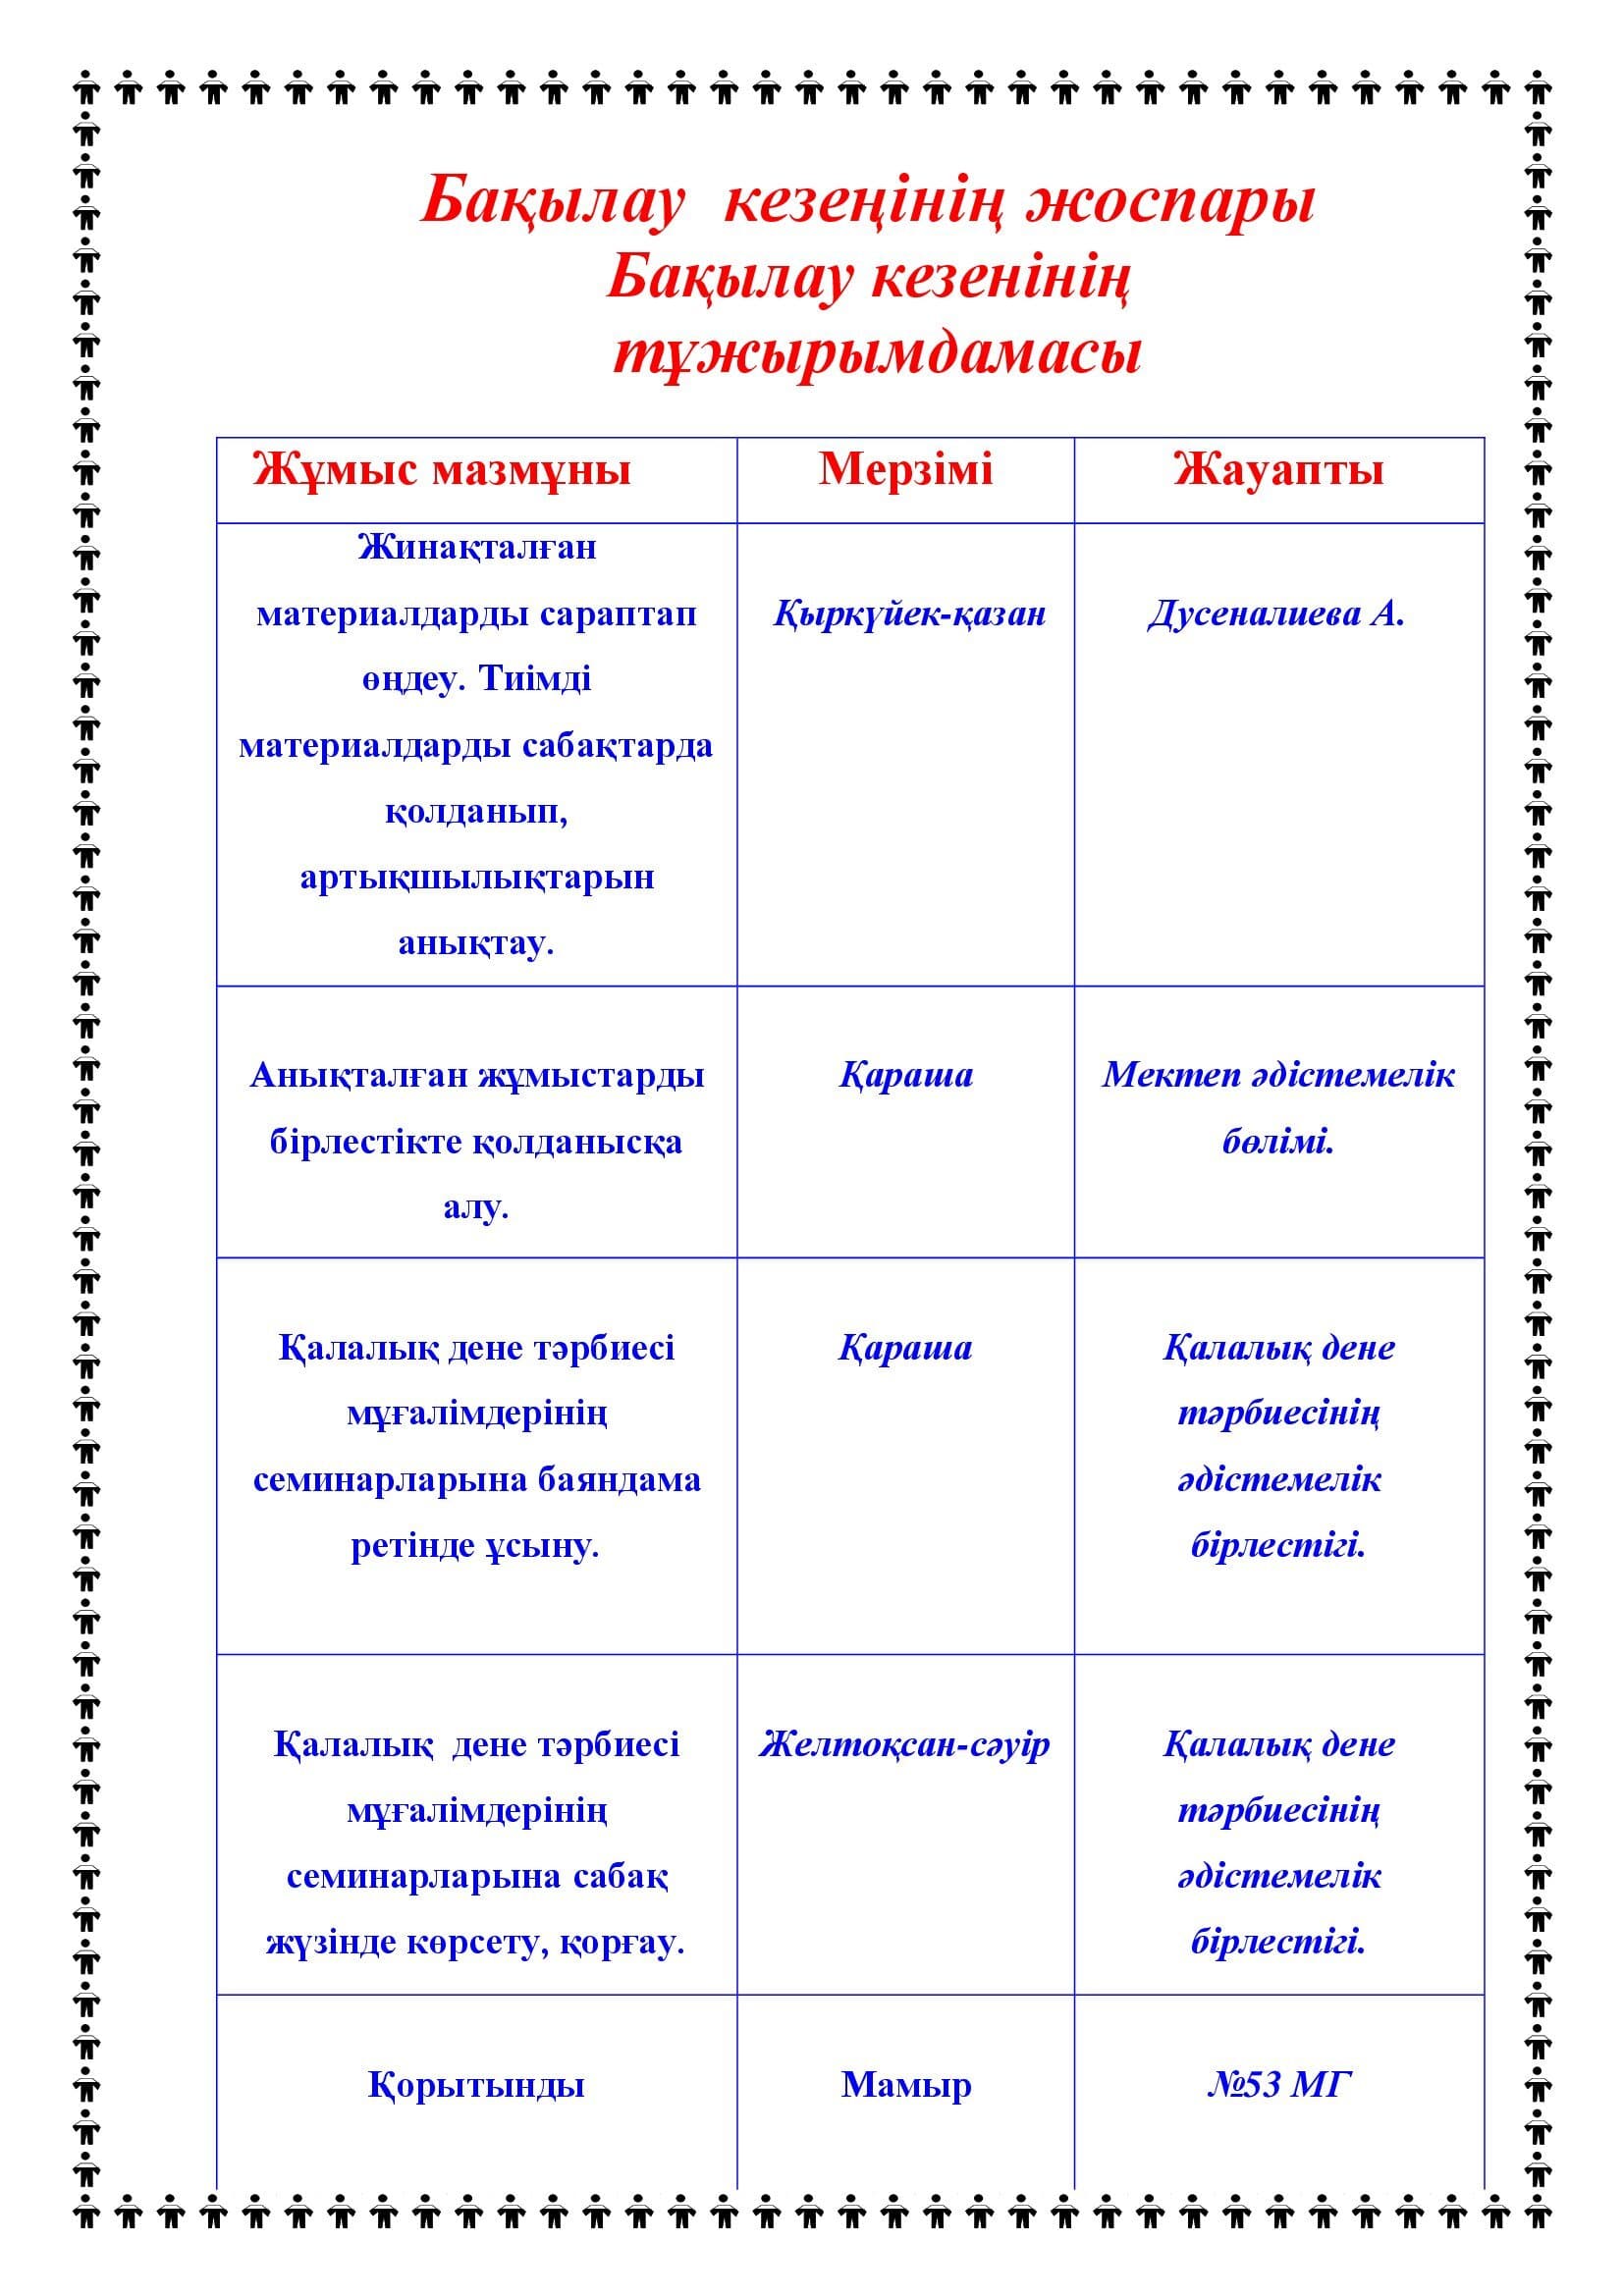 Бақылау  кезеңінің жоспары
Бақылау кезенінің
тұжырымдамасы
Жұмыс мазмұны
Мерзімі
Жауапты
Жинақталған
материалдарды сараптап
өңдеу. Тиімді
материалдарды сабақтарда
қолданып,
артықшылықтарын
анықтау.
Қыркүйек-қазан
Дусеналиева А.
Анықталған жұмыстарды
бірлестікте қолданысқа
алу.
Қараша
Мектеп әдістемелік
бөлімі.
Қалалық дене тәрбиесі
мұғалімдерінің
семинарларына баяндама
ретінде ұсыну.
Қараша
Қалалық дене
тәрбиесінің
әдістемелік
бірлестігі.
Қалалық  дене тәрбиесі
мұғалімдерінің
семинарларына сабақ
жүзінде көрсету, қорғау.
Желтоқсан-сәуір
Қалалық дене
тәрбиесінің
әдістемелік
бірлестігі.
Қорытынды
Мамыр
№53 МГ